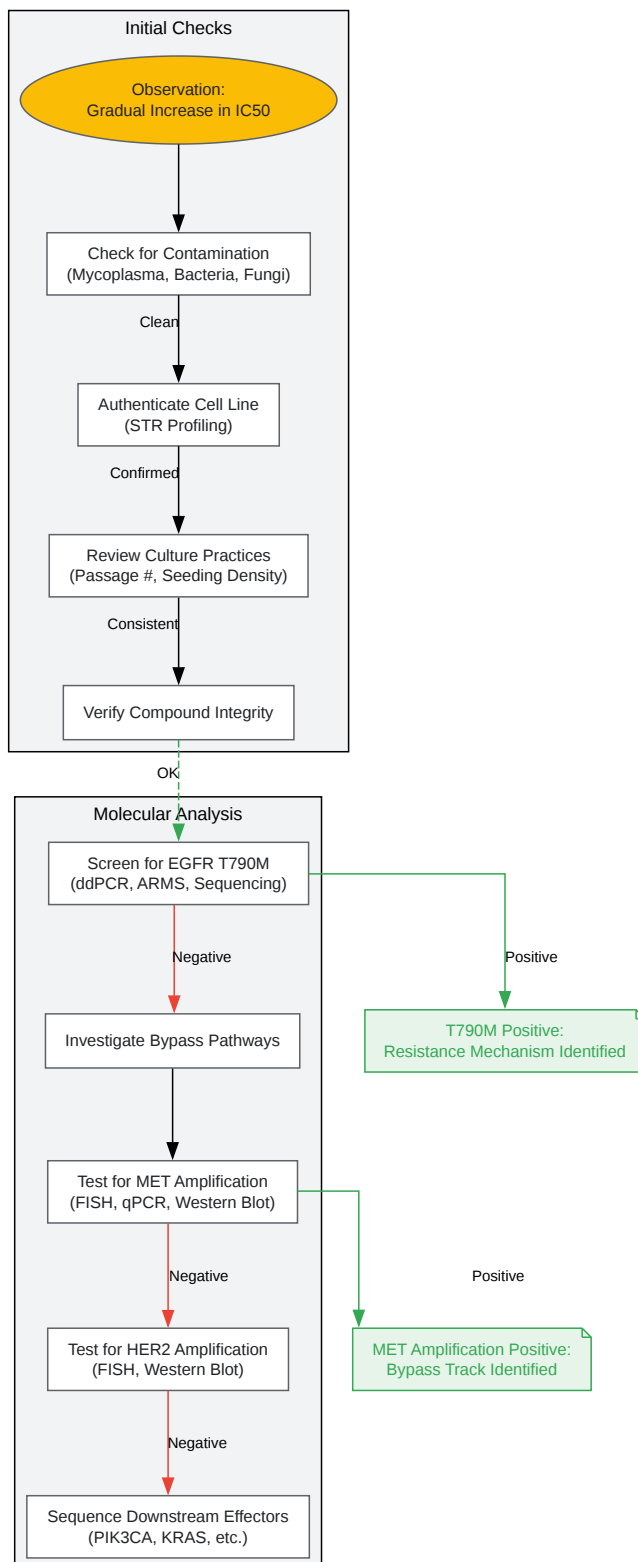 Initial Checks
Observation:
Gradual Increase in IC50
Check for Contamination
(Mycoplasma, Bacteria, Fungi)
Clean
Authenticate Cell Line
(STR Profiling)
Confirmed
Review Culture Practices
(Passage #, Seeding Density)
Consistent
Verify Compound Integrity
OK
Molecular Analysis
Screen for EGFR T790M
(ddPCR, ARMS, Sequencing)
Negative
Positive
Investigate Bypass Pathways
T790M Positive:
Resistance Mechanism Identified
Test for MET Amplification
(FISH, qPCR, Western Blot)
Negative
Positive
Test for HER2 Amplification
(FISH, Western Blot)
MET Amplification Positive:
Bypass Track Identified
Negative
Sequence Downstream Effectors
(PIK3CA, KRAS, etc.)